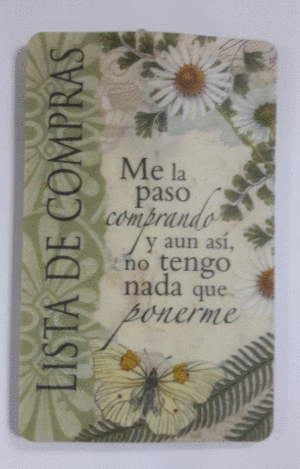 LISTA DE COMPRAS
Me la
paso
comprando
y aun así,
no tengo
nada que
ponerme